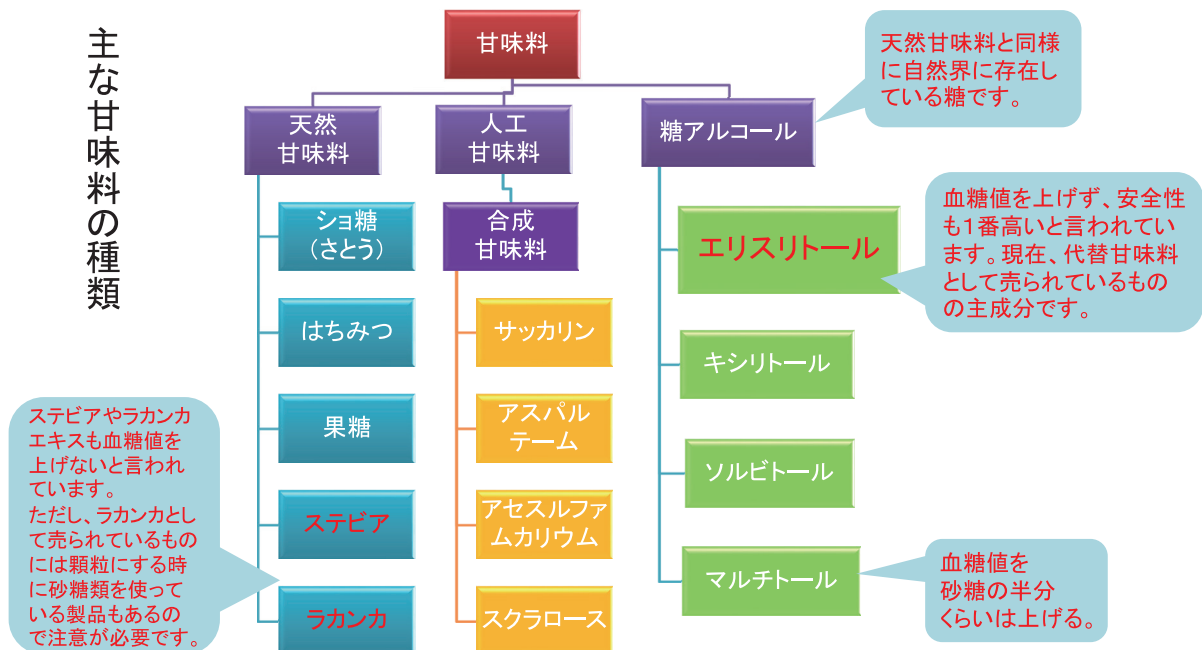 主な甘味料の種類
甘味料
天然甘味料と同様
に自然界に存在し
ている糖です。
天然
甘味料
人工
甘味料
糖アルコール
ショ糖
（さとう）
はちみつ
果糖
ステビア
ラカンカ
ステビアやラカンカ
エキスも血糖値を
上げないと言われ
ています。
ただし、ラカンカとし
て売られているもの
には顆粒にする時
に砂糖類を使って
いる製品もあるの
で注意が必要です。
合成
甘味料
サッカリン
アスパル
テーム
アセスルファ
ムカリウム
スクラロース
エリスリトール
血糖値を上げず、安全性
も１番高いと言われてい
ます。現在、代替甘味料
として売られているもの
の主成分です。
キシリトール
ソルビトール
マルチトール
血糖値を
砂糖の半分
くらいは上げる。